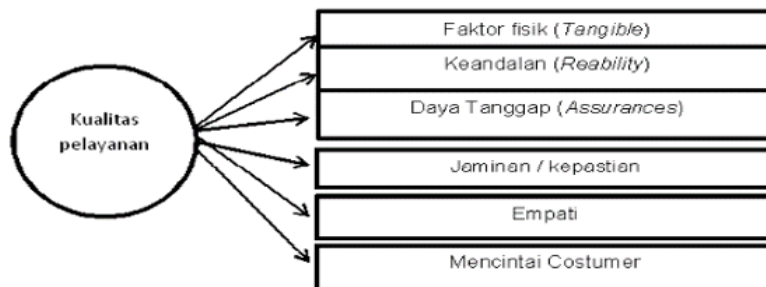 Kualitas
pelayanan
Faktor fisik (Tangible)
Keandalan (Reability)
Daya Tanggap (Assurances)
Jaminan / kepastian
Empati
Mencintai Costumer